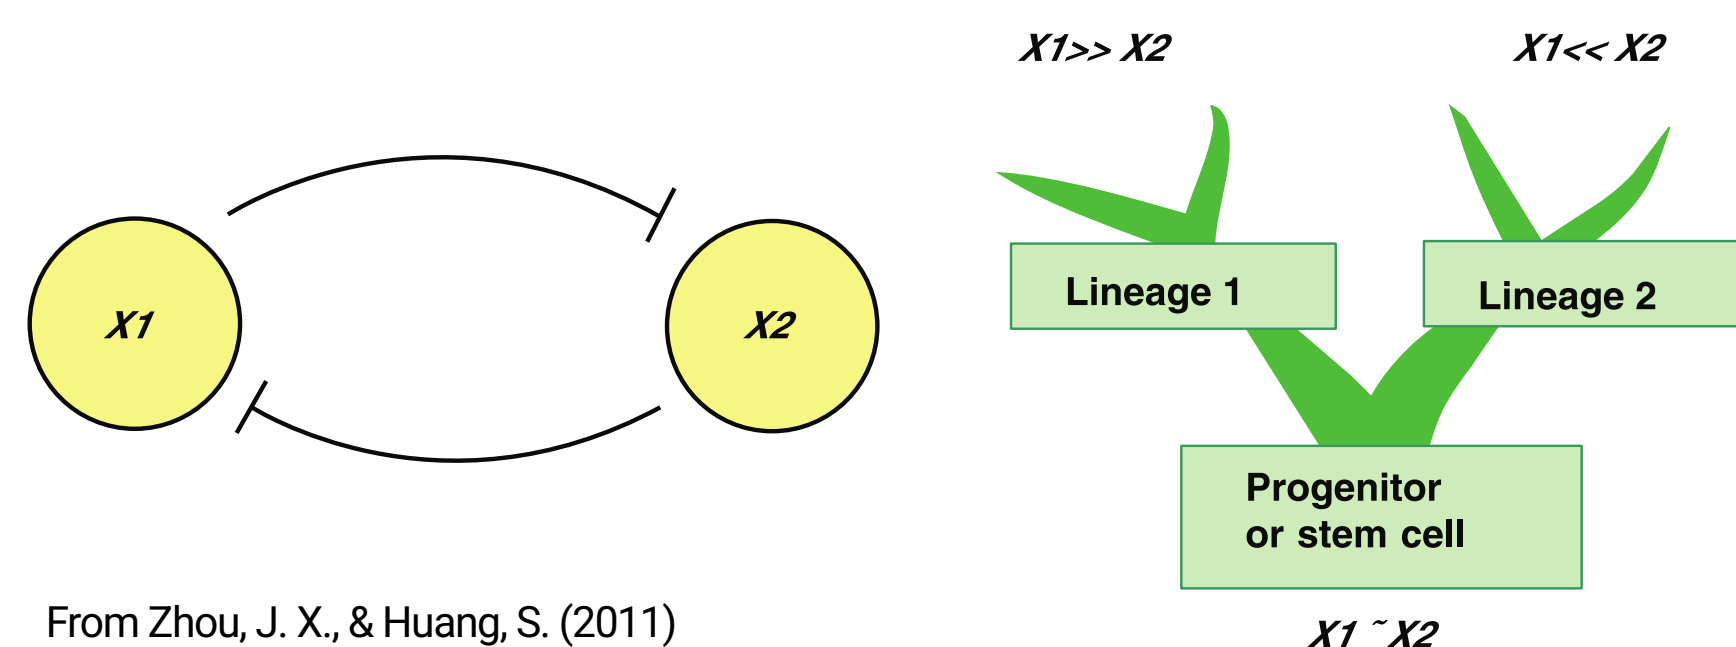 X1>> X2
X1<< X2
X1
X2
Lineage 1
Lineage 2
Progenitor
or stem cell
From Zhou, J. X., & Huang, S. (2011)
X1 ~ X2